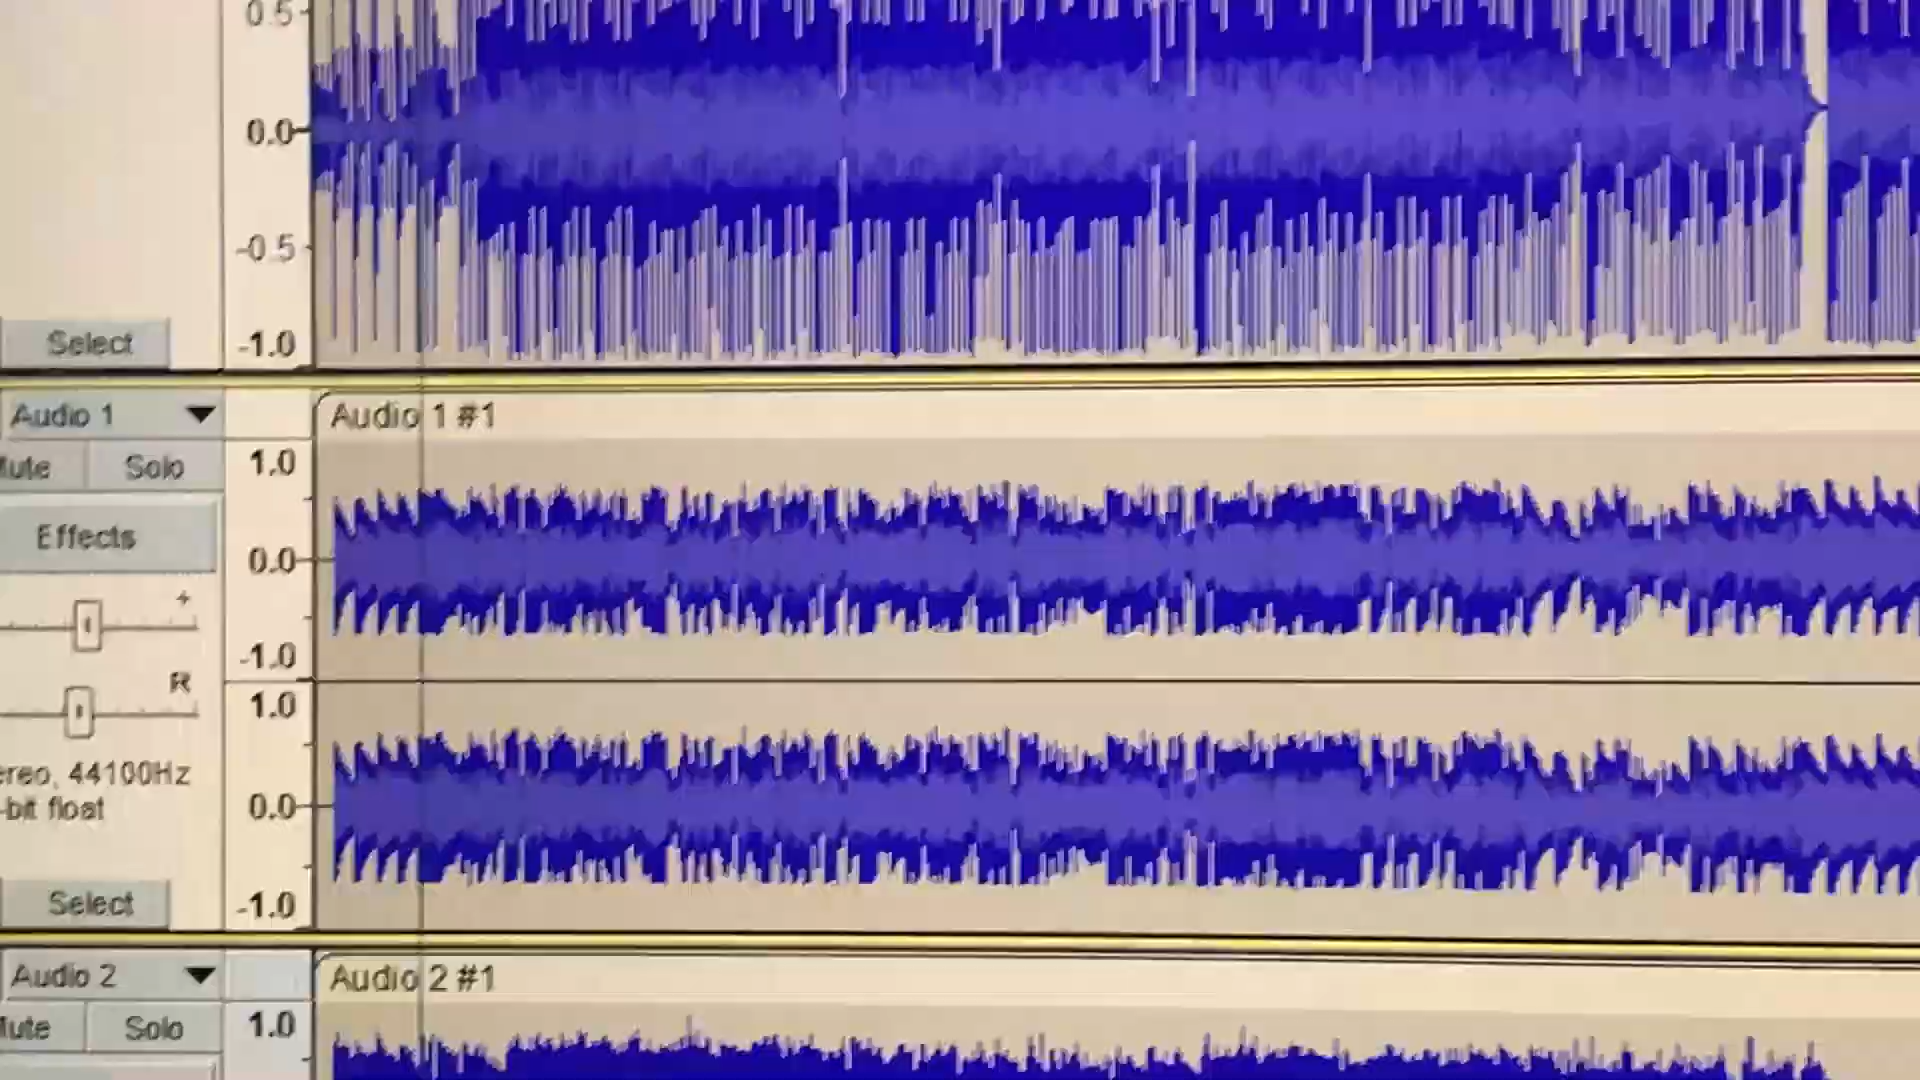 0.5
0.0
-0.5
Select
-1.0
Audio 1
Audio 1 #1
Mute
Solo
1.0
Effects
0.0
+
-1.0
R
1.0
ereo, 44100Hz
-bit float
0.0
Select
-1.0
Audio 2
Audio 2 #1
Mute
Solo
1.0